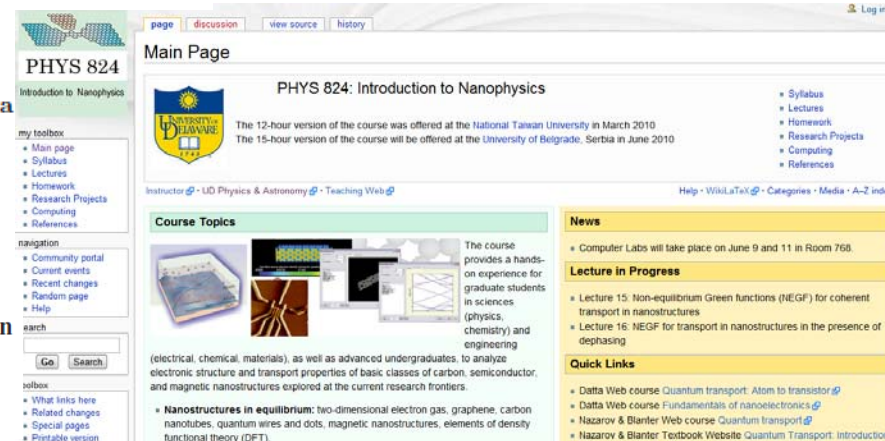 Log in
page discussion view source history
Main Page
PHYS 824
Introduction to Nanophysics
a
PHYS 824: Introduction to Nanophysics
UNIVERSITY OF DELAWARE
1743
The 12-hour version of the course was offered at the National Taiwan University in March 2010
The 15-hour version of the course will be offered at the University of Belgrade, Serbia in June 2010
Syllabus
Lectures
Homework
Research Projects
Computing
References
my toolbox
Main page
Syllabus
Lectures
Homework
Research Projects
Computing
References
Instructor · UD Physics & Astronomy · Teaching Web
Help · WikiLaTeX · Categories · Media · A–Z inde
navigation
Community portal
Current events
Recent changes
Random page
Help
n
earch
Go Search
oolbox
What links here
Related changes
Special pages
Printable version
Course Topics
The course
provides a hands-
on experience for
graduate students
in sciences
(physics,
chemistry) and
engineering
(electrical, chemical, materials), as well as advanced undergraduates, to analyze
electronic structure and transport properties of basic classes of carbon, semiconductor,
and magnetic nanostructures explored at the current research frontiers.
Nanostructures in equilibrium: two-dimensional electron gas, graphene, carbon
nanotubes, quantum wires and dots, magnetic nanostructures, elements of density
functional theory (DFT).
News
Computer Labs will take place on June 9 and 11 in Room 768.
Lecture in Progress
Lecture 15: Non-equilibrium Green functions (NEGF) for coherent
transport in nanostructures
Lecture 16: NEGF for transport in nanostructures in the presence of
dephasing
Quick Links
Datta Web course Quantum transport: Atom to transistor
Datta Web course Fundamentals of nanoelectronics
Nazarov & Blanter Web course Quantum transport
Nazarov & Blanter Textbook Website Quantum Transport: Introduction